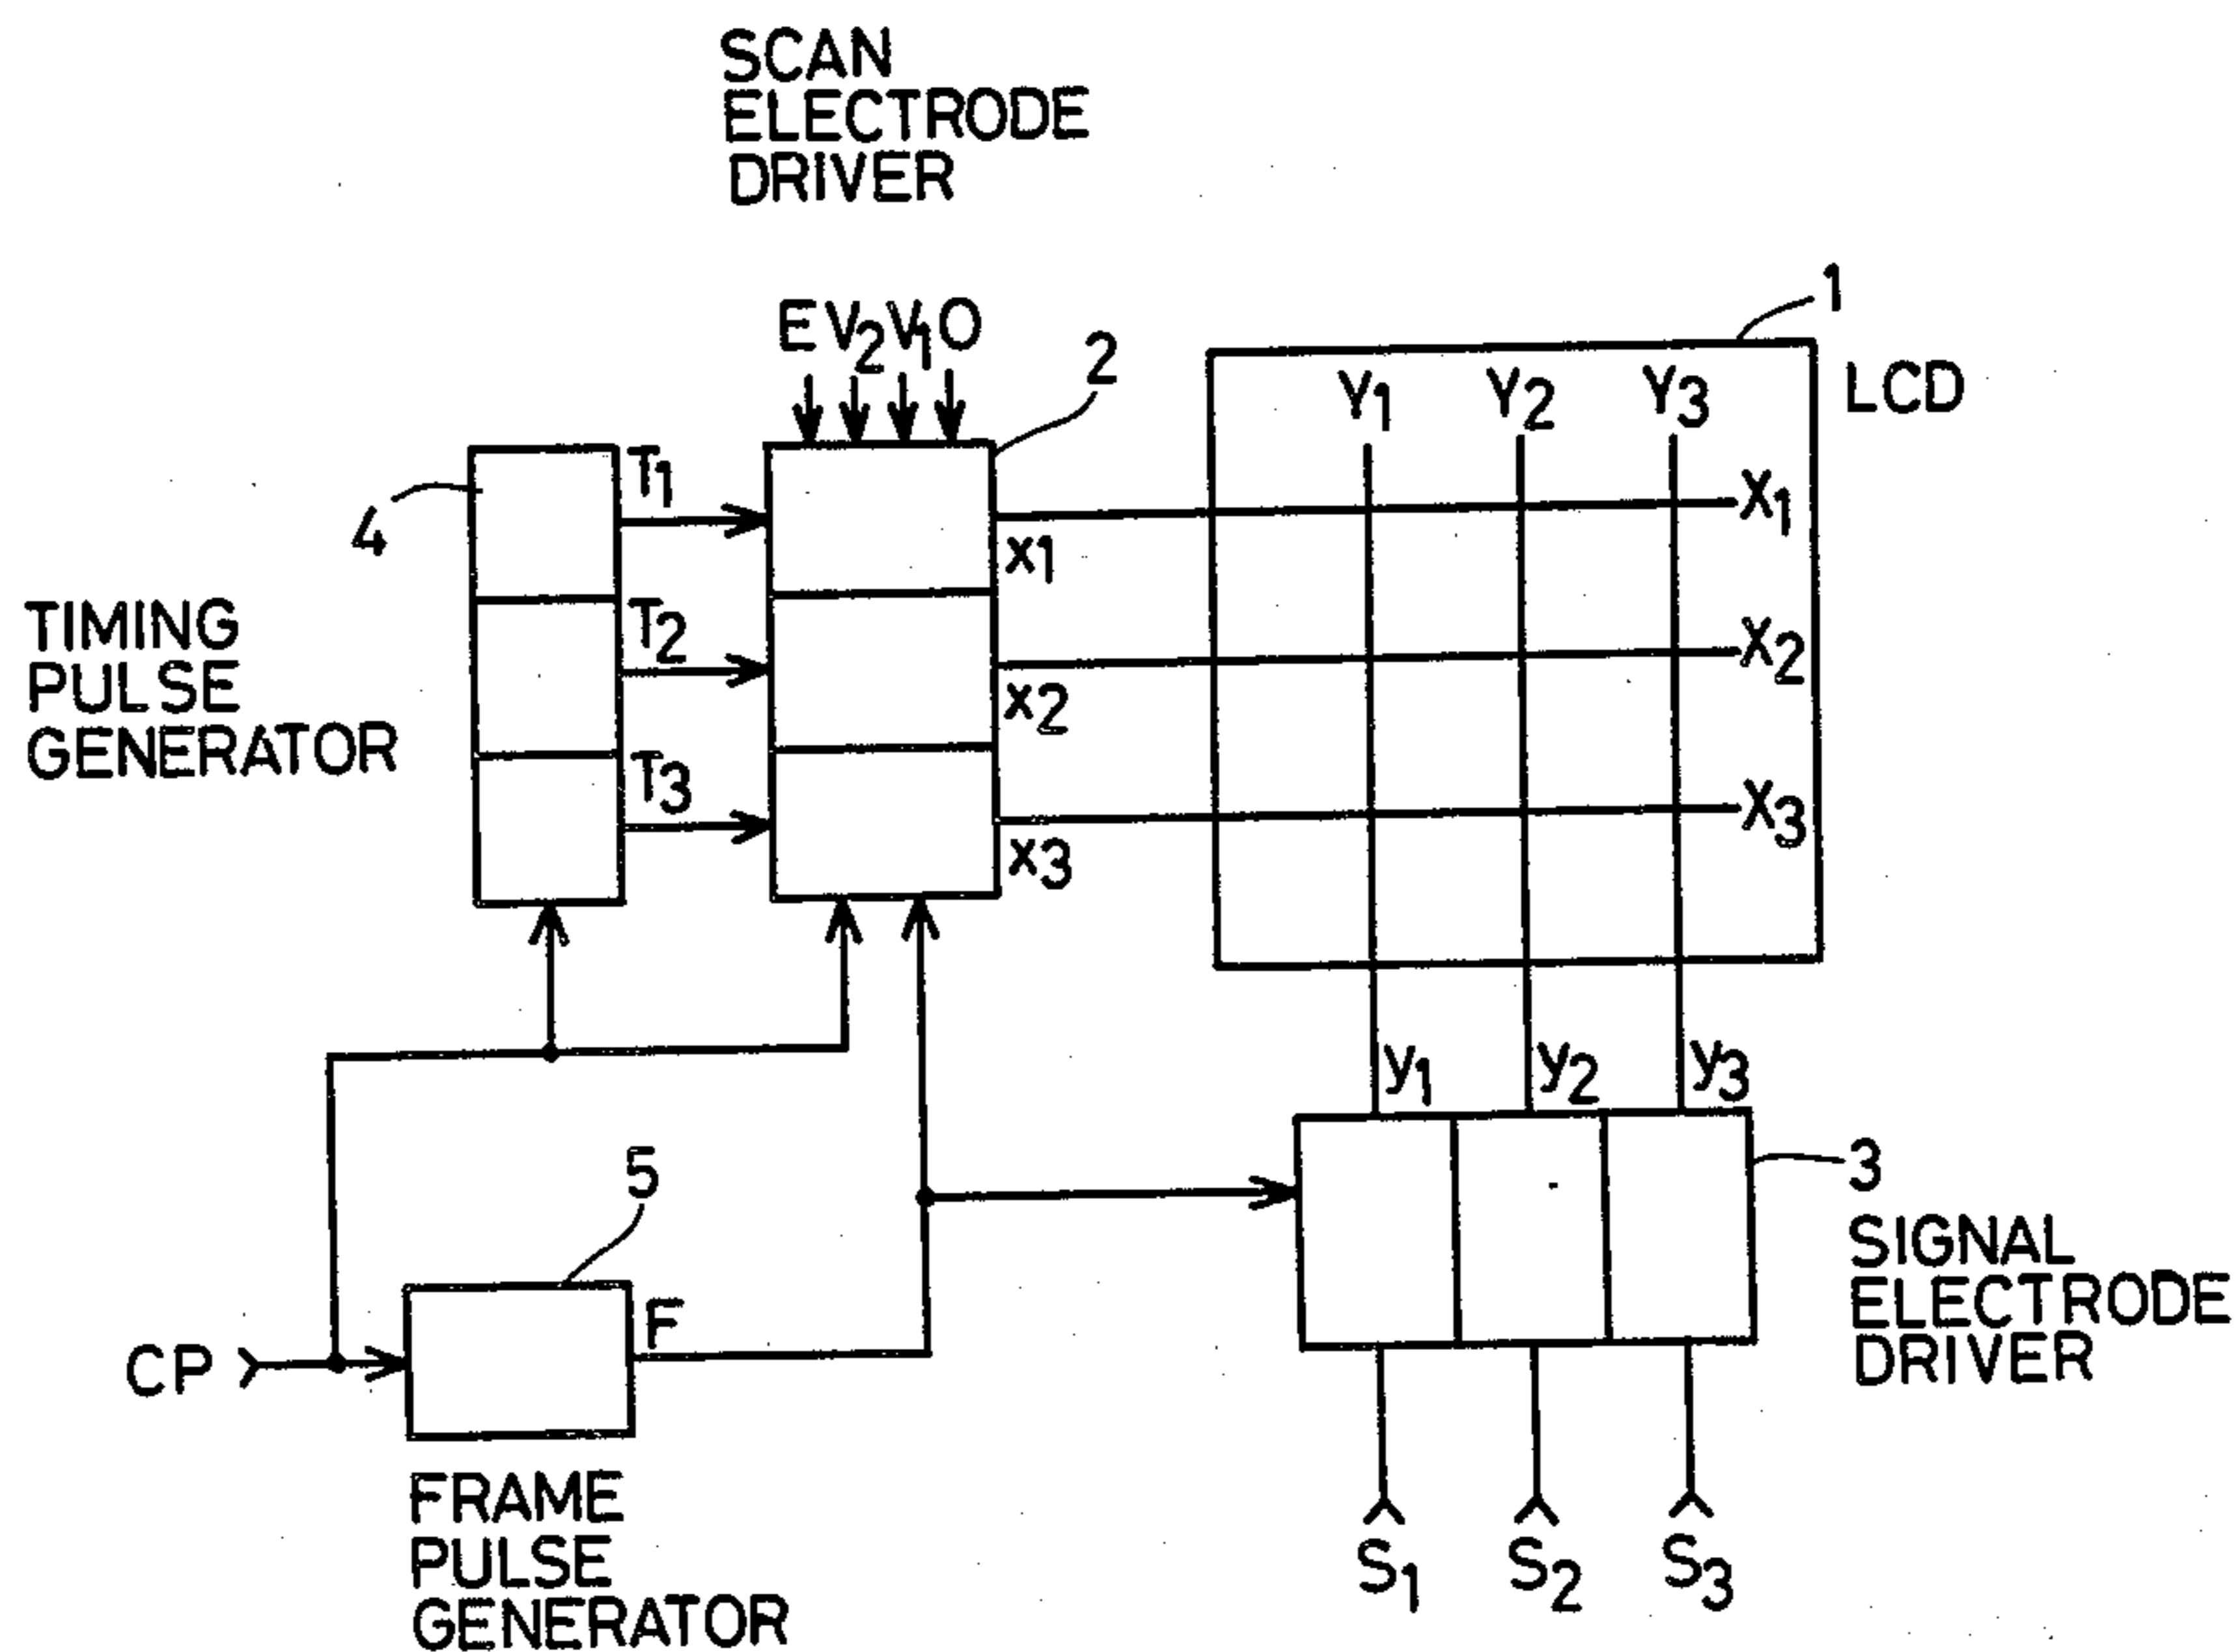 SCAN
ELECTRODE
DRIVER
E V2 V1 O
2
1
LCD
Y1 Y2 Y3
4
T1
X1
x1
TIMING
PULSE
GENERATOR
T2
X2
x2
T3
X3
x3
y1 y2 y3
5
3
SIGNAL
ELECTRODE
DRIVER
CP
F
FRAME
PULSE
GENERATOR
S1 S2 S3